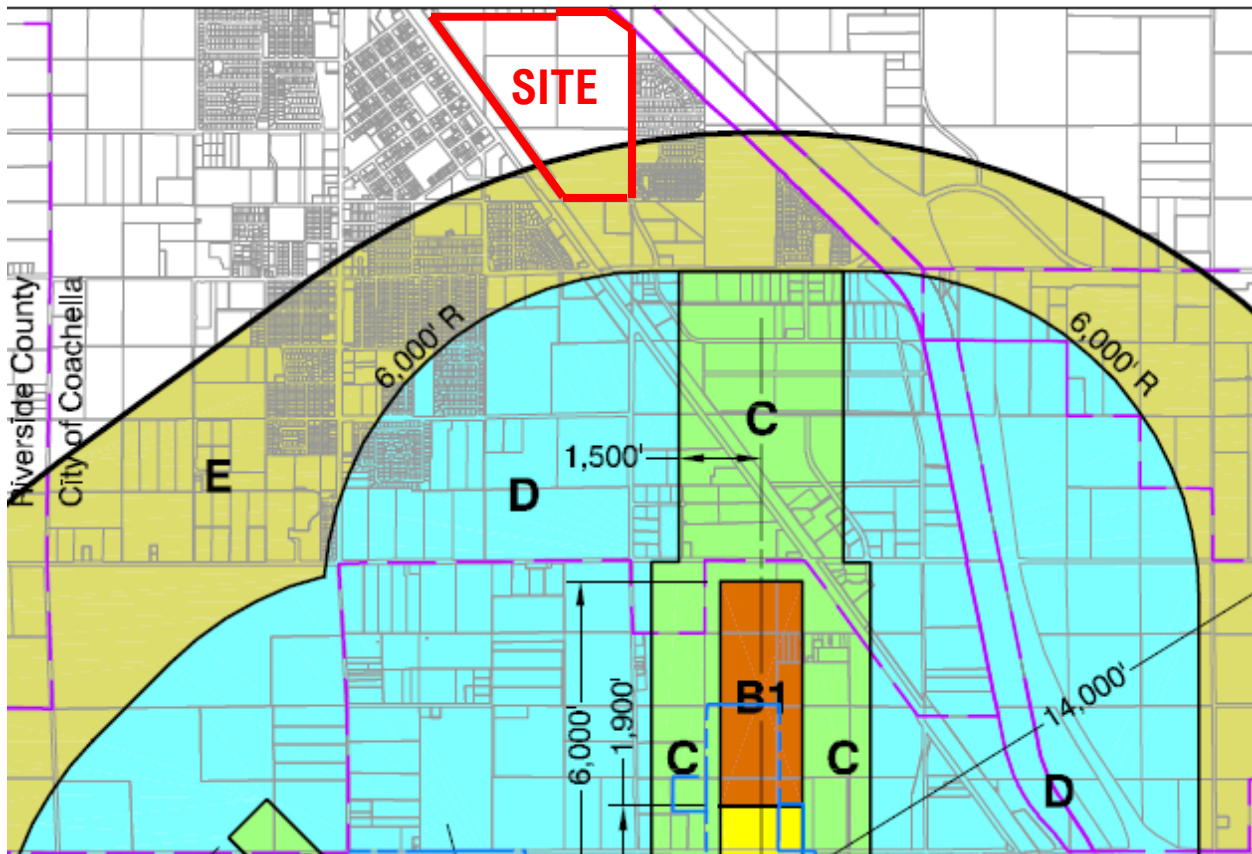 SITE
Riverside County
City of Coachella
6,000' R
6,000' R
C
1,500'
E
D
B1
6,000'
1,900'
14,000'
C
C
D